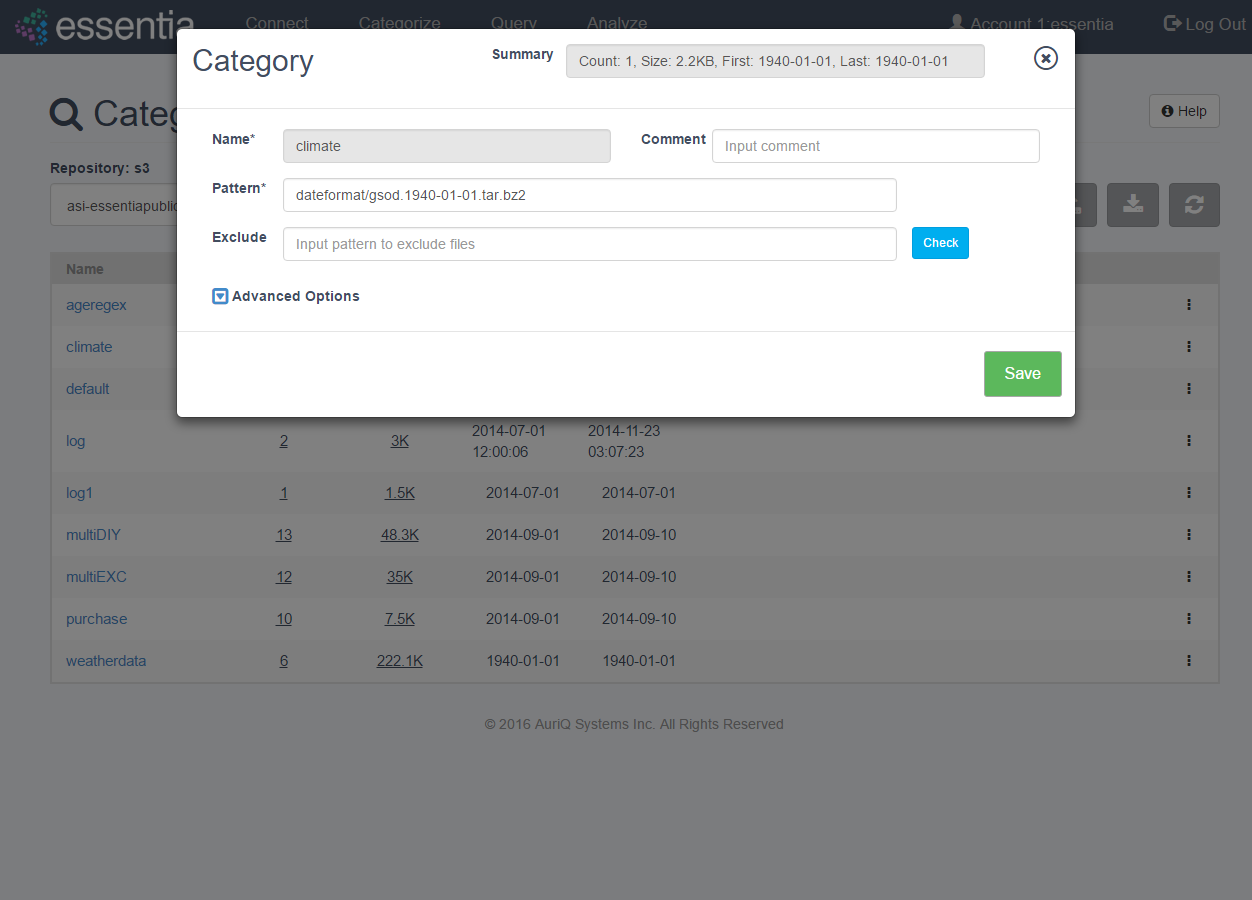 essentia
Connect
Categorize
Query
Analyze
Account 1:essentia
Log Out
Category
Summary
Count: 1, Size: 2.2KB, First: 1940-01-01, Last: 1940-01-01
Help
Name*
climate
Comment
Input comment
Repository: s3
Pattern*
dateformat/gsod.1940-01-01.tar.bz2
Exclude
Input pattern to exclude files
Check
Name
Advanced Options
ageregex
climate
default
Save
log 2 3K 2014-07-01 2014-11-23
12:00:06 03:07:23
log1 1 1.5K 2014-07-01 2014-07-01
multiDIY 13 48.3K 2014-09-01 2014-09-10
multiEXC 12 35K 2014-09-01 2014-09-10
purchase 10 7.5K 2014-09-01 2014-09-10
weatherdata 6 222.1K 1940-01-01 1940-01-01
© 2016 AuriQ Systems Inc. All Rights Reserved